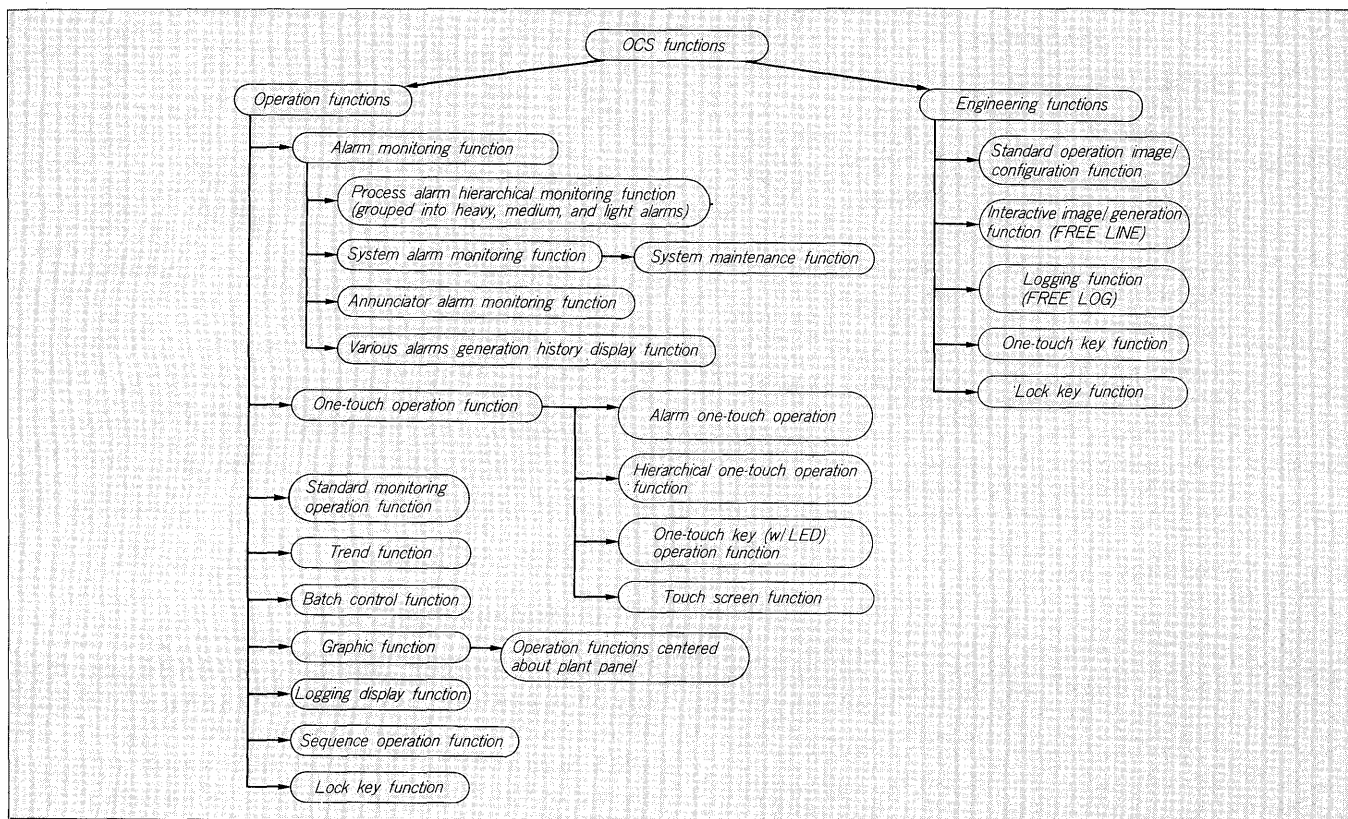 OCS functions
Operation functions
Alarm monitoring function
Process alarm hierarchical monitoring function
(grouped into heavy, medium, and light alarms)
System alarm monitoring function
System maintenance function
Annunciator alarm monitoring function
Various alarms generation history display function
One-touch operation function
Alarm one-touch operation
Hierarchical one-touch operation
function
One-touch key (w/LED)
operation function
Touch screen function
Standard monitoring
operation function
Trend function
Batch control function
Graphic function
Operation functions centered
about plant panel
Logging display function
Sequence operation function
Lock key function
Engineering functions
Standard operation image/
configuration function
Interactive image/generation
function (FREE LINE)
Logging function
(FREE LOG)
One-touch key function
Lock key function